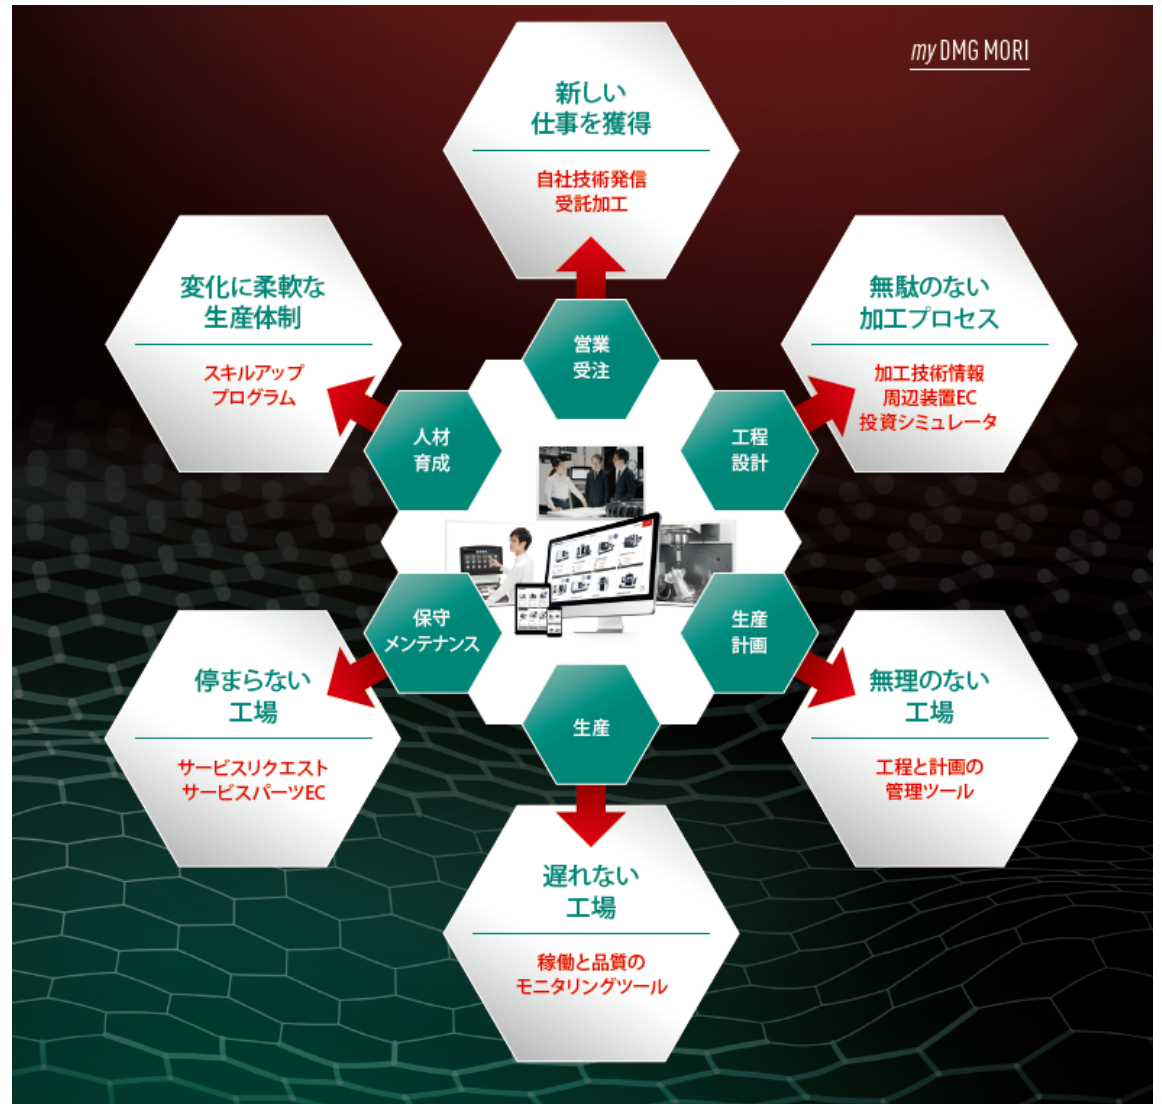 my DMG MORI
新しい
仕事を獲得
自社技術発信
受託加工
変化に柔軟な
生産体制
スキルアップ
プログラム
無駄のない
加工プロセス
加工技術情報
周辺装置EC
投資シミュレータ
営業
受注
人材
育成
工程
設計
保守
メンテナンス
生産
計画
生産
停まらない
工場
サービスリクエスト
サービスパーツEC
無理のない
工場
工程と計画の
管理ツール
遅れない
工場
稼働と品質の
モニタリングツール